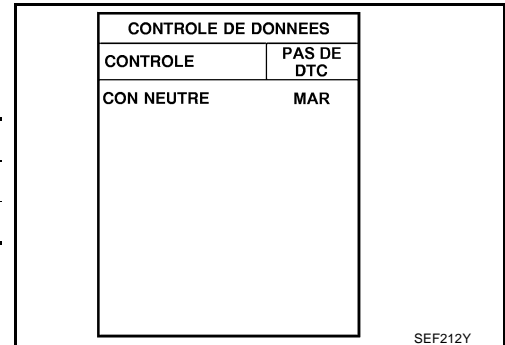 CONTROLE DE DONNEES
CONTROLE PAS DE DTC
CON NEUTRE MAR
SEF212Y